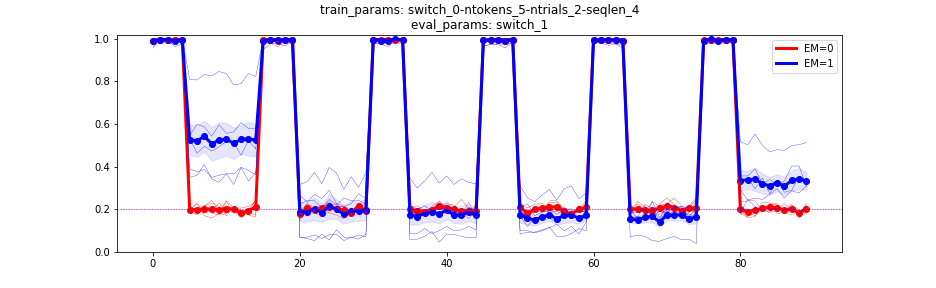 train_params: switch_0-ntokens_5-ntrials_2-seqlen_4
eval_params: switch_1
1.0
0.8
0.6
0.4
0.2
0.0
EM=0
EM=1
0 20 40 60 80